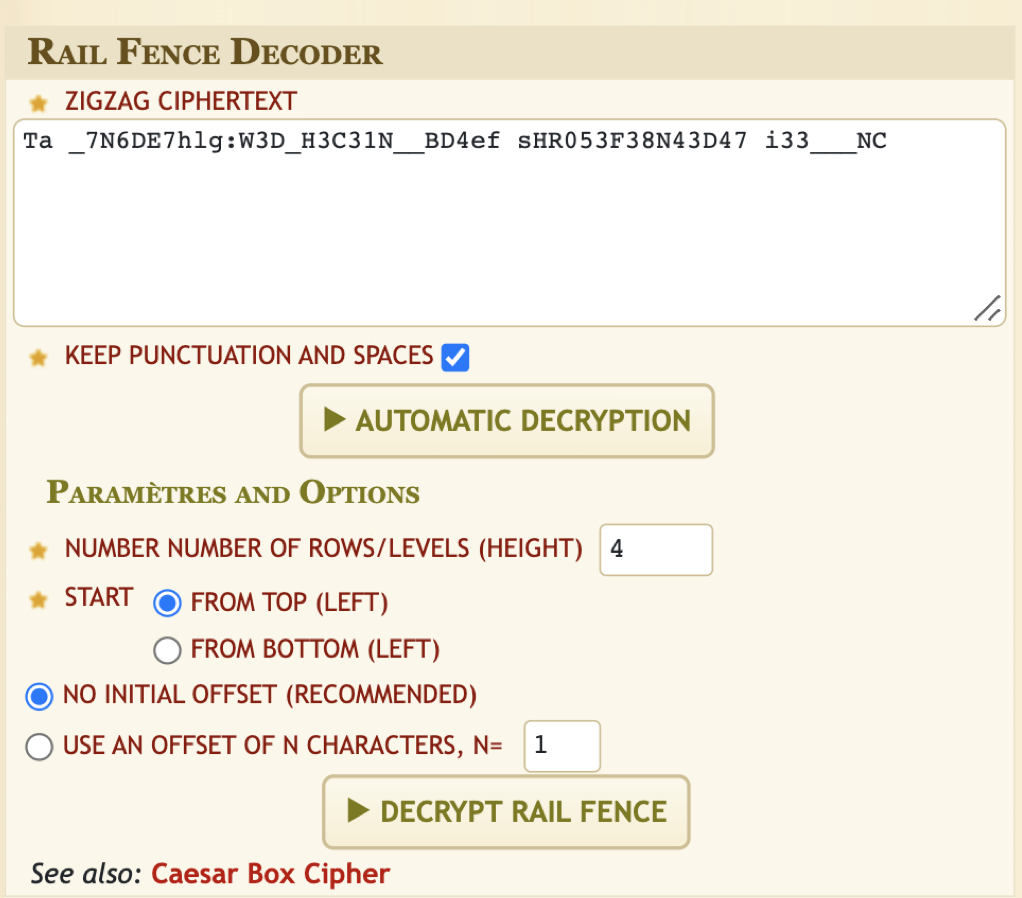 Rail Fence Decoder
ZIGZAG CIPHERTEXT
Ta _7N6DE7hlg:W3D_H3C31N__BD4ef sHR053F38N43D47 i33___NC
KEEP PUNCTUATION AND SPACES
AUTOMATIC DECRYPTION
Paramètres and Options
NUMBER NUMBER OF ROWS/LEVELS (HEIGHT) 4
START FROM TOP (LEFT)
FROM BOTTOM (LEFT)
NO INITIAL OFFSET (RECOMMENDED)
USE AN OFFSET OF N CHARACTERS, N= 1
DECRYPT RAIL FENCE
See also: Caesar Box Cipher